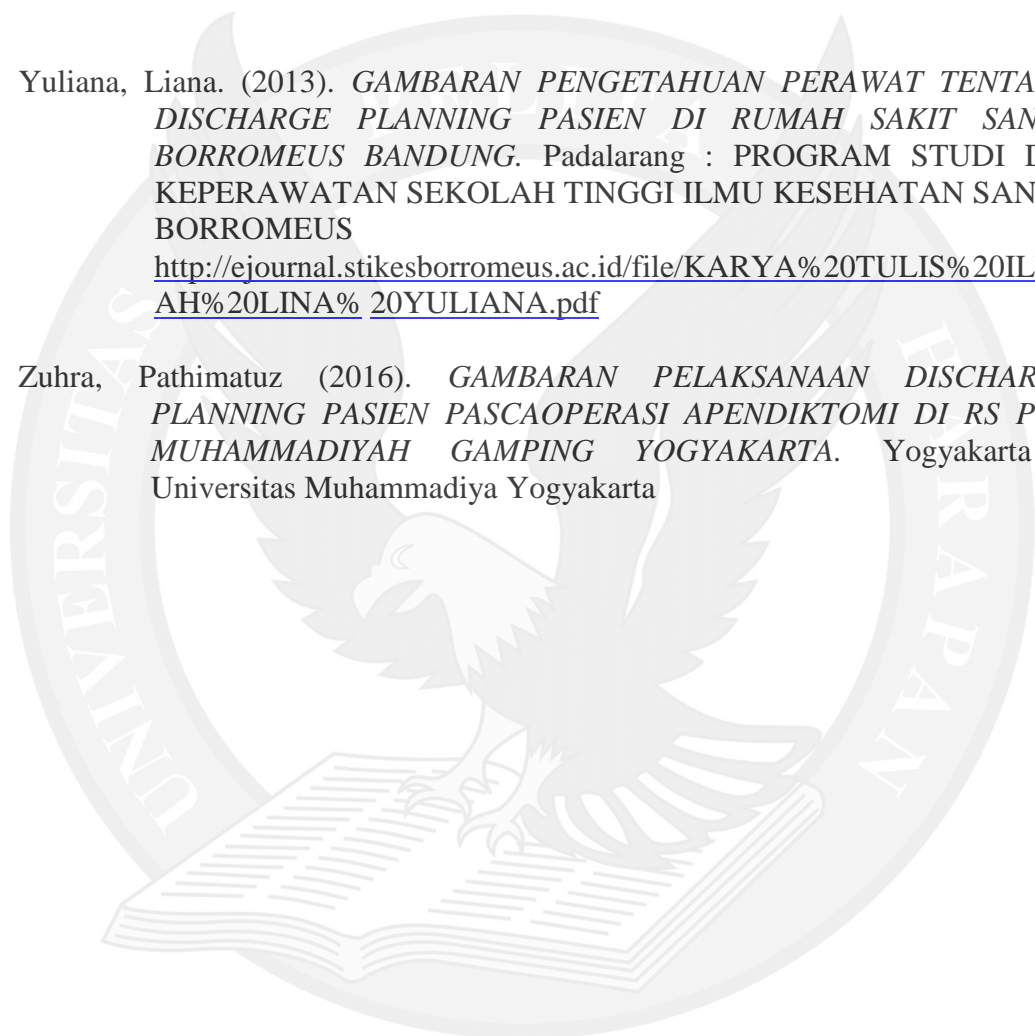 Yuliana, Liana. (2013). GAMBARAN PENGETAHUAN PERAWAT TENTA
DISCHARGE PLANNING PASIEN DI RUMAH SAKIT SAN
BORROMEUS BANDUNG. Padalarang : PROGRAM STUDI
KEPERAWATAN SEKOLAH TINGGI ILMU KESEHATAN SAN
BORROMEUS
http://ejournal.stikesborromeus.ac.id/file/KARYA%20TULIS%20IL
AH%20LINA% 20YULIANA.pdf
Zuhra, Pathimatuz (2016). GAMBARAN PELAKSANAAN DISCHAR
PLANNING PASIEN PASCAOPERASI APENDIKTOMI DI RS P
MUHAMMADIYAH GAMPING YOGYAKARTA. Yogyakarta
Universitas Muhammadiya Yogyakarta
UNIVERSITAS PELITA HARAPAN